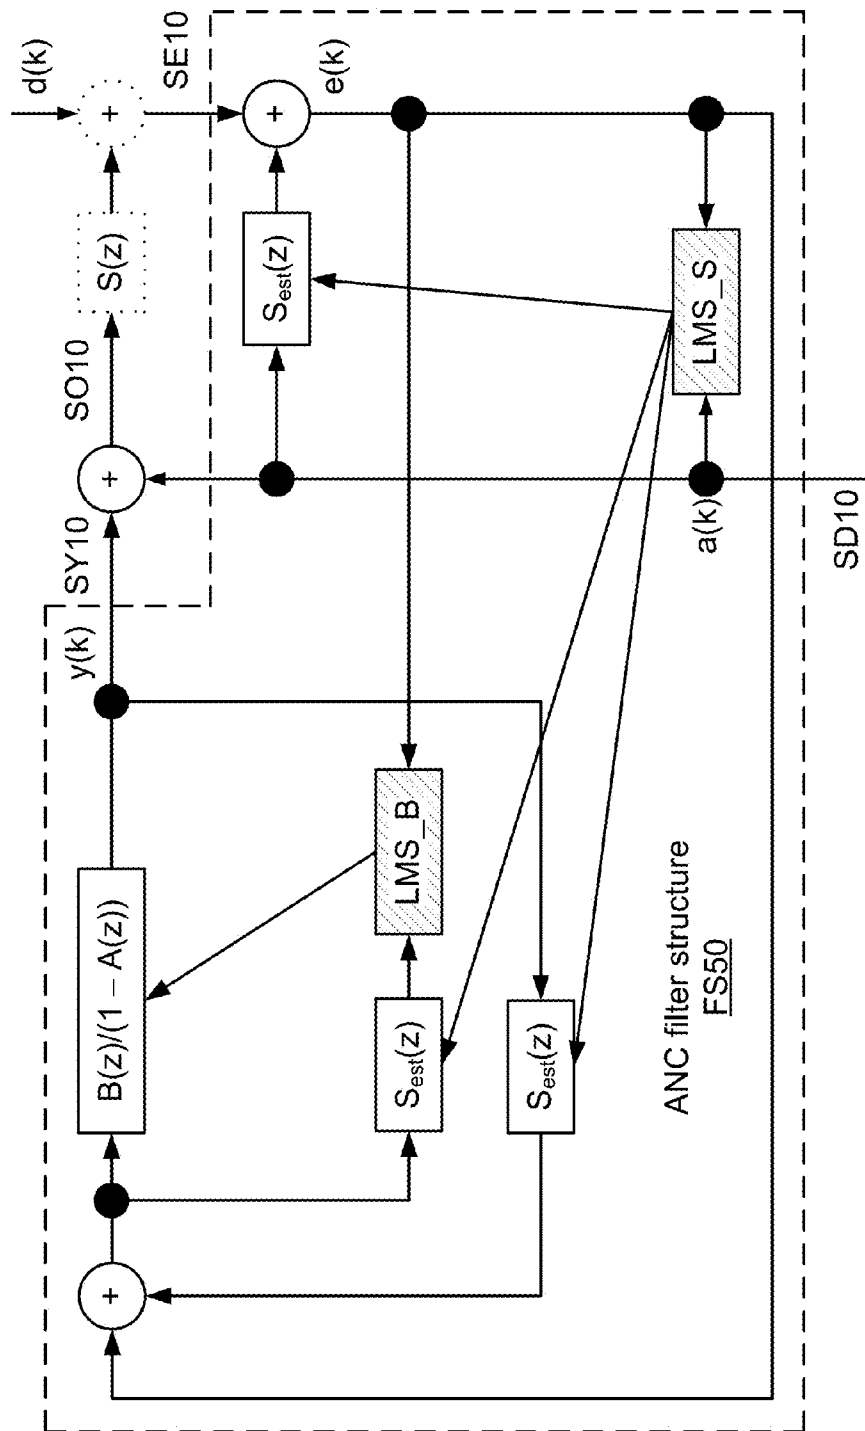 d(k)
SE10
e(k)
S(z)
Sest(z)
LMS_S
SO10
SY10
a(k)
SD10
y(k)
B(z)/(1 – A(z))
LMS_B
Sest(z)
Sest(z)
ANC filter structure
FS50
+
+
+
+